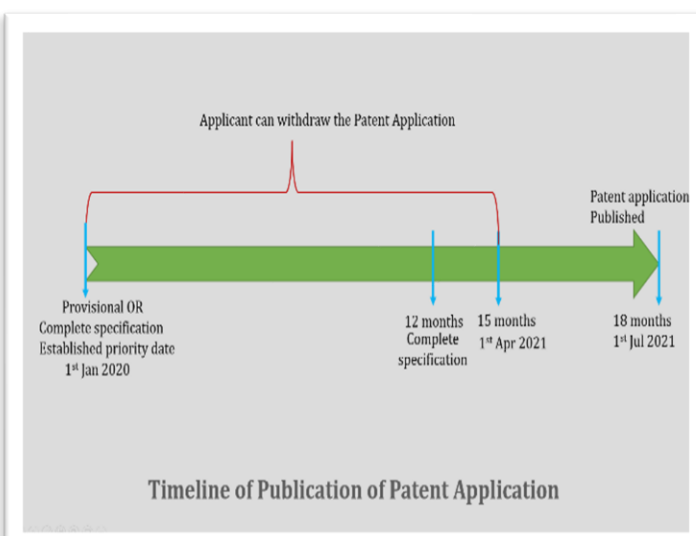 Applicant can withdraw the Patent Application
Patent application
Published
Provisional OR
Complete specification
Established priority date
1st Jan 2020
12 months
Complete
specification
15 months
1st Apr 2021
18 months
1st Jul 2021
Timeline of Publication of Patent Application